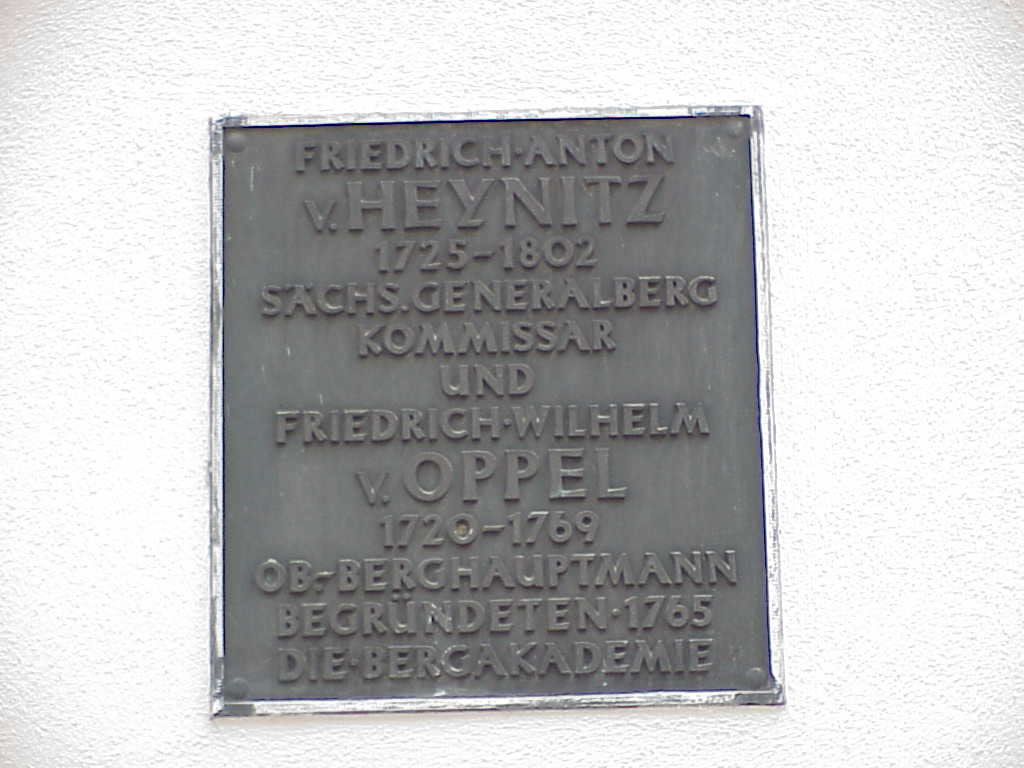 FRIEDRICH·ANTON
v. HEYNITZ
1725-1802
SÄCHS. GENERALBERG
KOMMISSAR
UND
FRIEDRICH·WILHELM
v. OPPEL
1720-1769
OB.-BERGHAUPTMANN
BEGRÜNDETEN·1765
DIE·BERGAKADEMIE